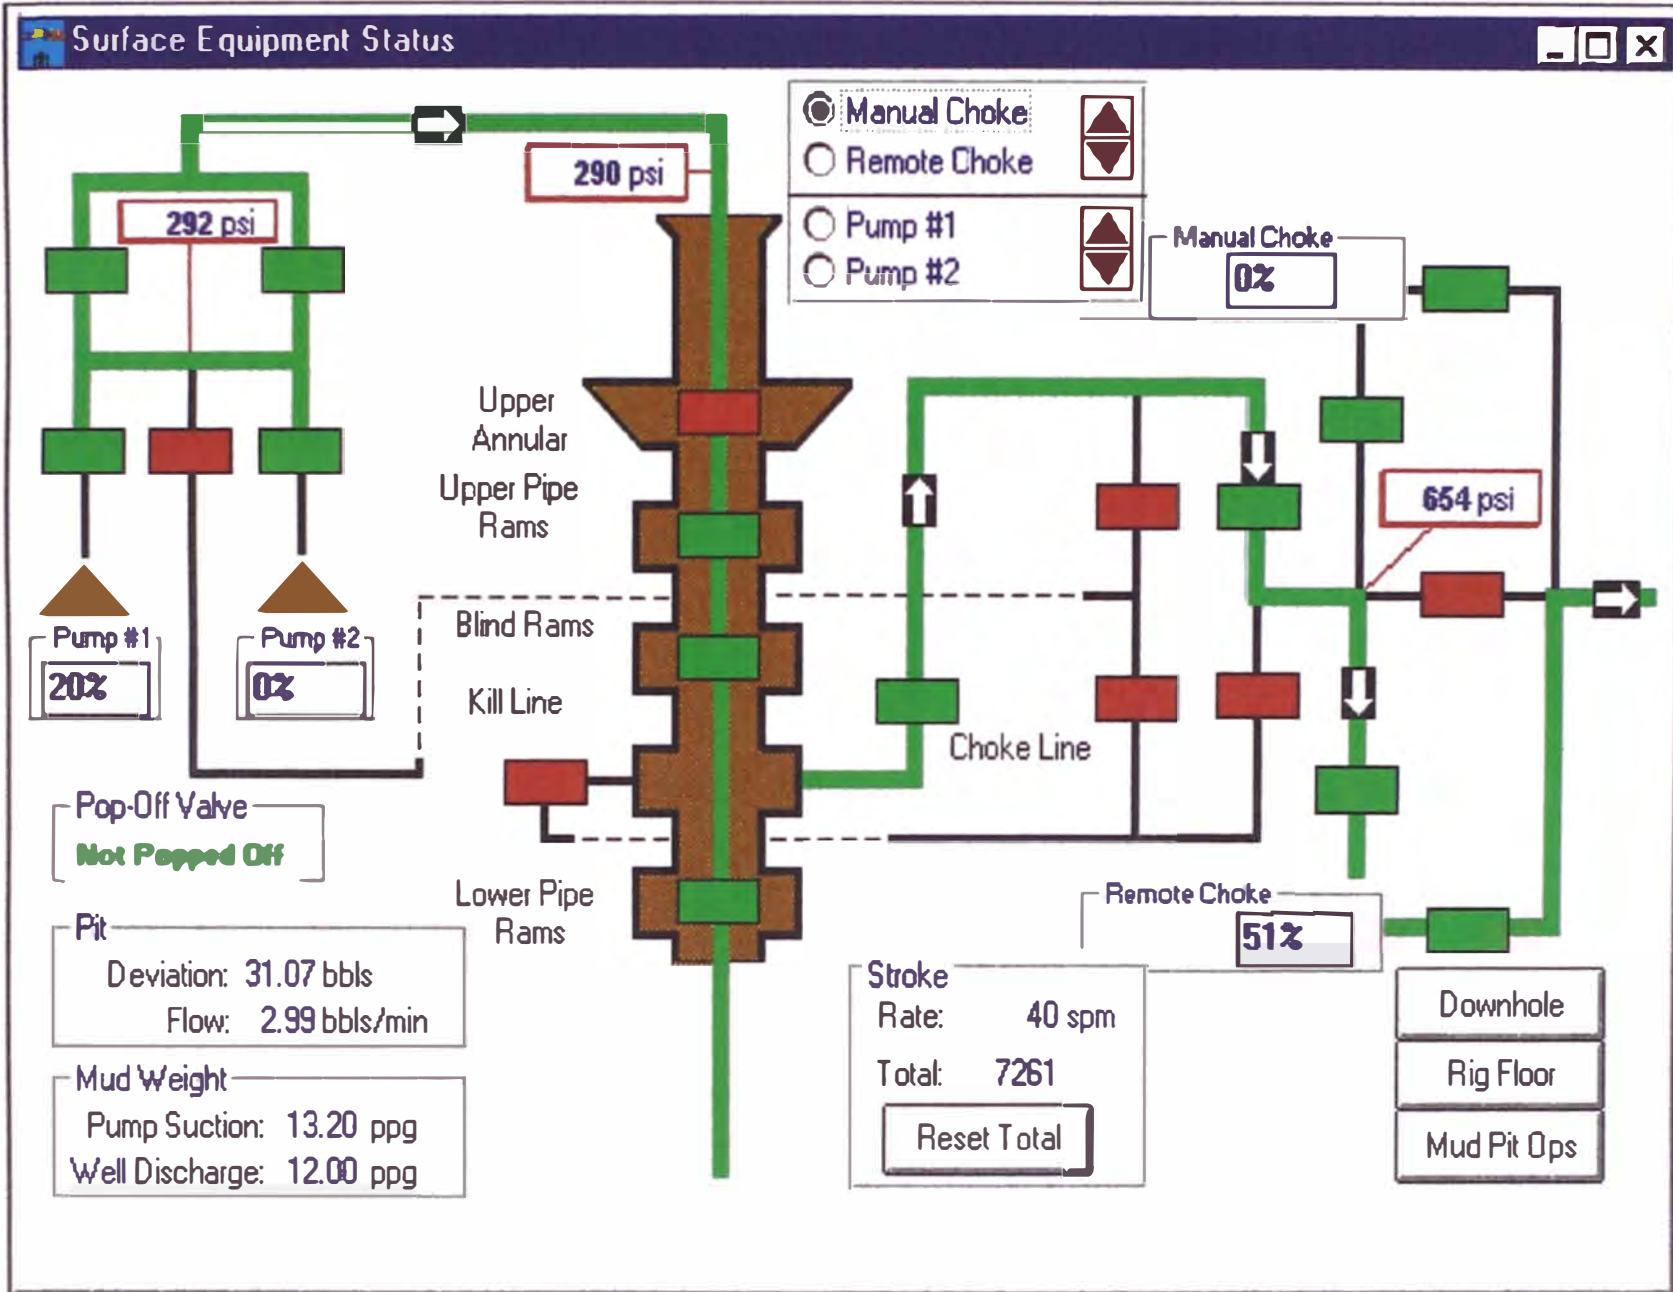 Surface Equipment Status
Manual Choke
Remote Choke
Pump #1
Pump #2
290 psi
292 psi
Manual Choke
0%
Upper
Annular
Upper Pipe
Rams
654 psi
Blind Rams
Pump #1
20%
Pump #2
0%
Kill Line
Choke Line
Pop-Off Valve
Not Popped Off
Lower Pipe
Rams
Remote Choke
51%
Pit
Deviation: 31.07 bbls
Flow: 2.99 bbls/min
Stroke
Rate: 40 spm
Total: 7261
Reset Total
Mud Weight
Pump Suction: 13.20 ppg
Well Discharge: 12.00 ppg
Downhole
Rig Floor
Mud Pit Ops